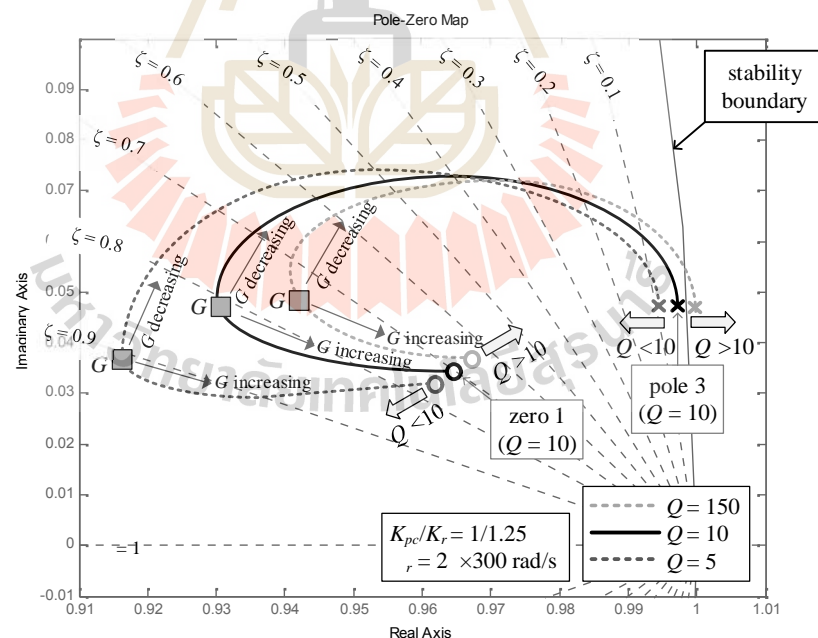 Pole-Zero Map
ζ = 0.6
ζ = 0.5
ζ = 0.4
ζ = 0.3
ζ = 0.2
ζ = 0.1
stability
boundary
ζ = 0.7
ζ = 0.8
ζ = 0.9
0.09
0.08
0.07
0.06
0.05
0.04
0.03
0.02
0.01
0
-0.01
Imaginary Axis
G decreasing
G decreasing
G decreasing
G
G
G
G increasing
G increasing
G increasing
Q <10
Q >10
Q >10
Q <10
pole 3
(Q = 10)
zero 1
(Q = 10)
Kpc/Kr = 1/1.25
r = 2 ×300 rad/s
Q = 150
Q = 10
Q = 5
= 1
0.91 0.92 0.93 0.94 0.95 0.96 0.97 0.98 0.99 1 1.01
Real Axis